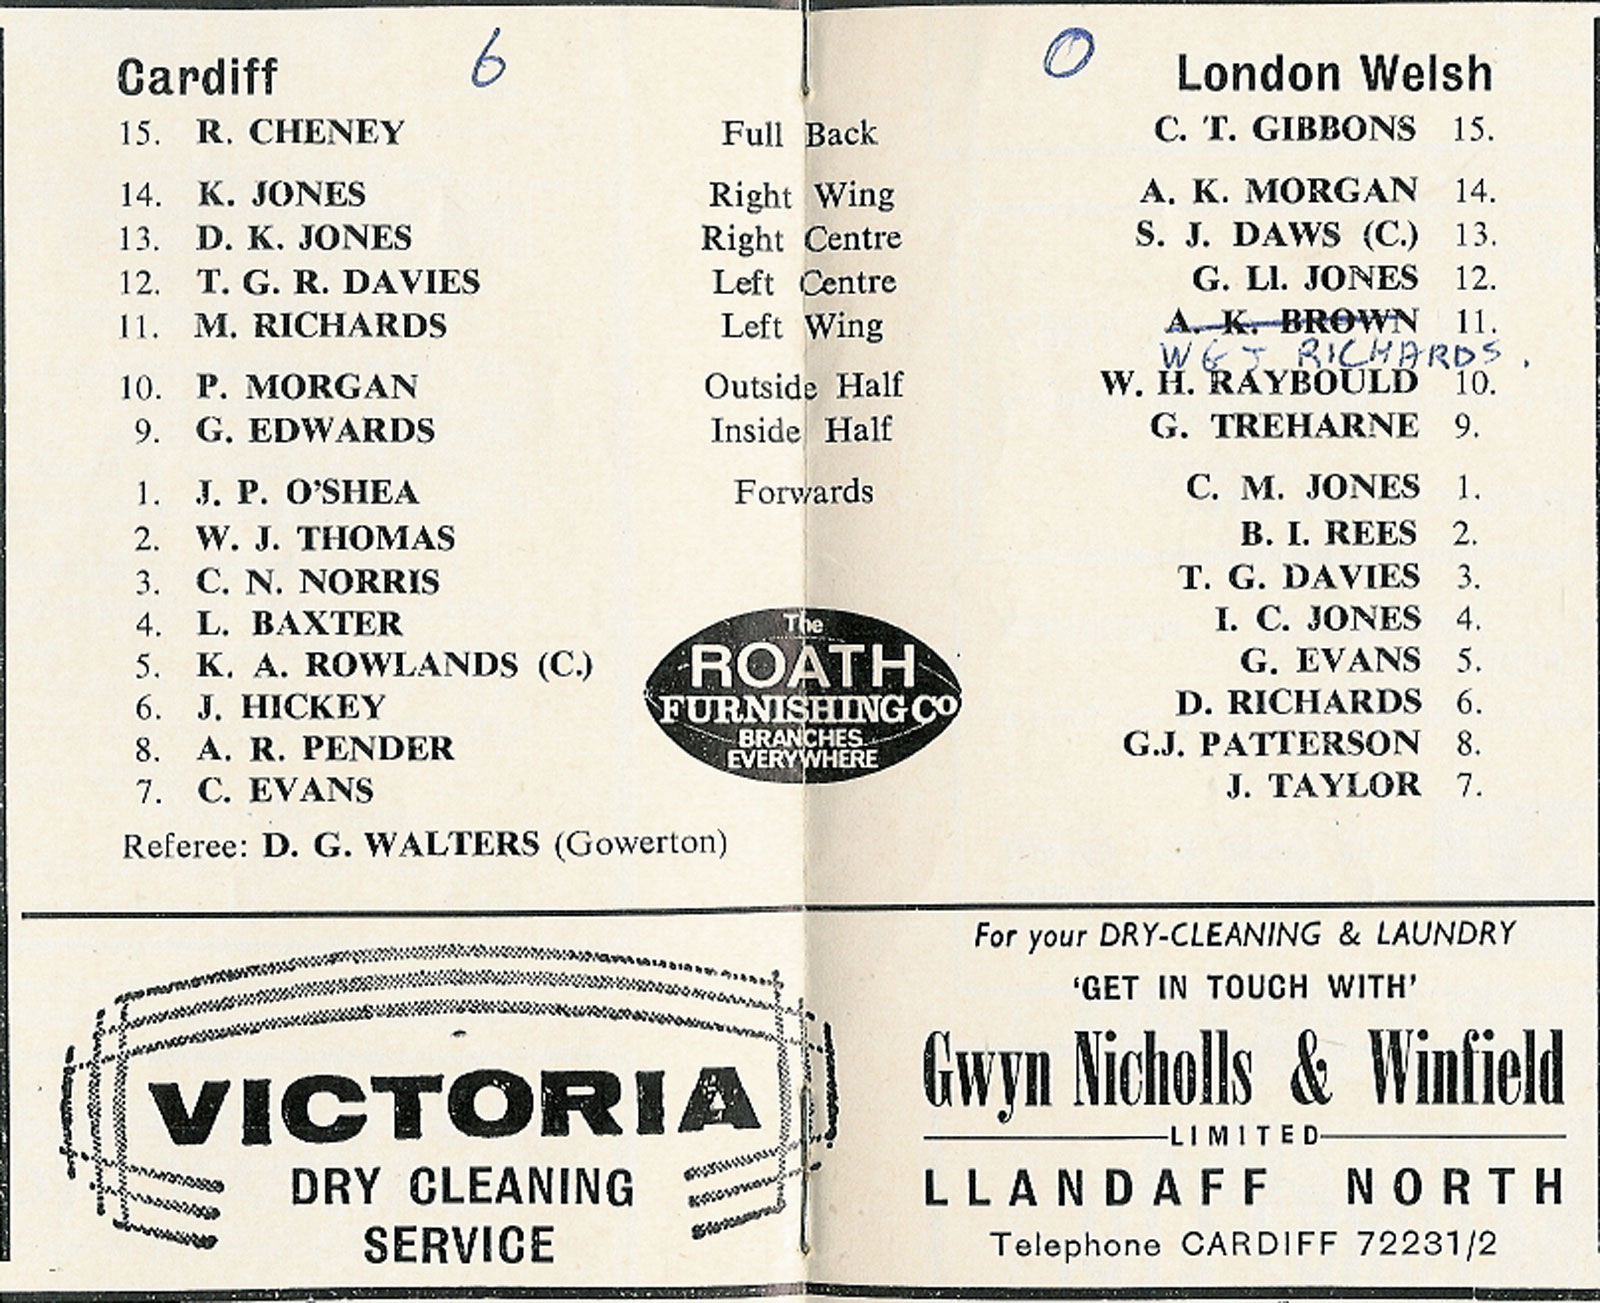 Cardiff 6 0 London Welsh
15. R. CHENEY Full Back C. T. GIBBONS 15.
14. K. JONES Right Wing A. K. MORGAN 14.
13. D. K. JONES Right Centre S. J. DAWS (C.) 13.
12. T. G. R. DAVIES Left Centre G. Ll. JONES 12.
11. M. RICHARDS Left Wing A. K. BROWN 11.
W G J RICHARDS.
10. P. MORGAN Outside Half W. H. RAYBOULD 10.
9. G. EDWARDS Inside Half G. TREHARNE 9.
1. J. P. O'SHEA Forwards C. M. JONES 1.
2. W. J. THOMAS B. I. REES 2.
3. C. N. NORRIS T. G. DAVIES 3.
4. L. BAXTER I. C. JONES 4.
5. K. A. ROWLANDS (C.) G. EVANS 5.
6. J. HICKEY D. RICHARDS 6.
8. A. R. PENDER G.J. PATTERSON 8.
7. C. EVANS J. TAYLOR 7.
The
ROATH
FURNISHING CO
BRANCHES
EVERYWHERE
Referee: D. G. WALTERS (Gowerton)
VICTORIA
DRY CLEANING
SERVICE
For your DRY-CLEANING & LAUNDRY
'GET IN TOUCH WITH'
Gwyn Nicholls & Winfield
LIMITED
LLANDAFF NORTH
Telephone CARDIFF 72231/2